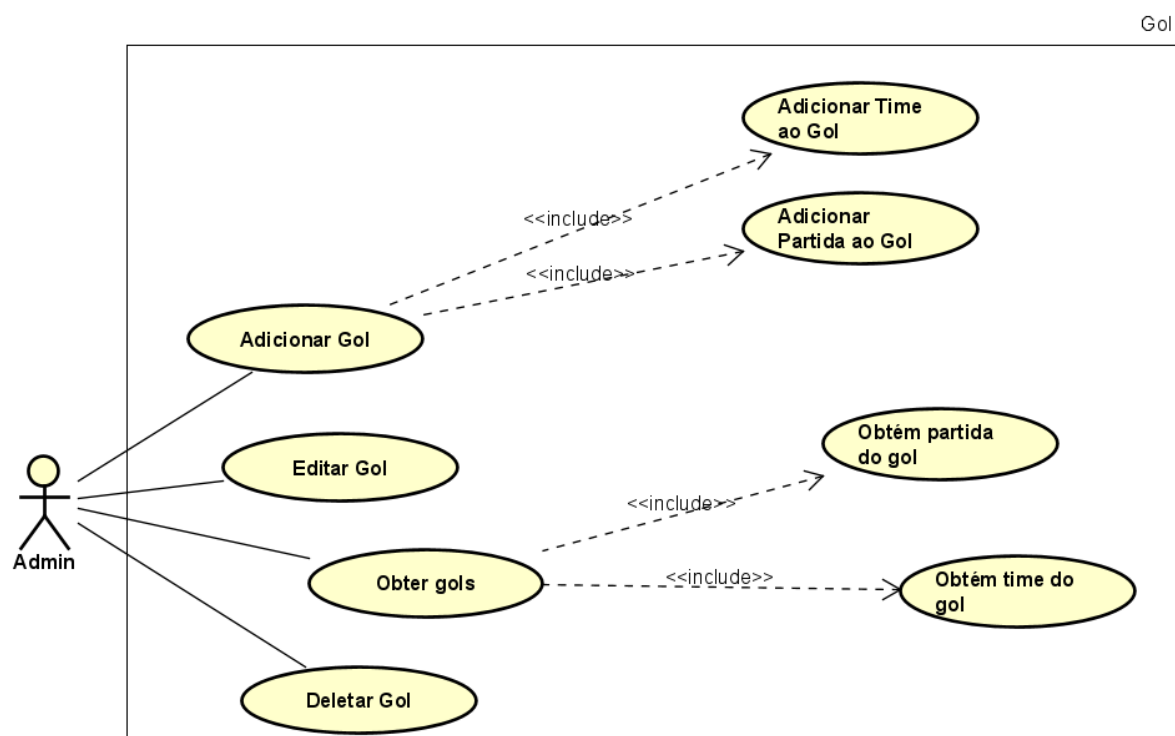 Gol
Adicionar Time
ao Gol
<<include>>
Adicionar
Partida ao Gol
<<include>>
Adicionar Gol
Obtém partida
do gol
Editar Gol
<<include>>
Admin
Obter gols
<<include>>
Obtém time do
gol
Deletar Gol